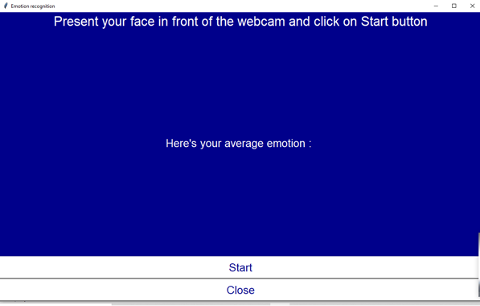 Emotion recognition
Present your face in front of the webcam and click on Start button
Here's your average emotion :
Start
Close